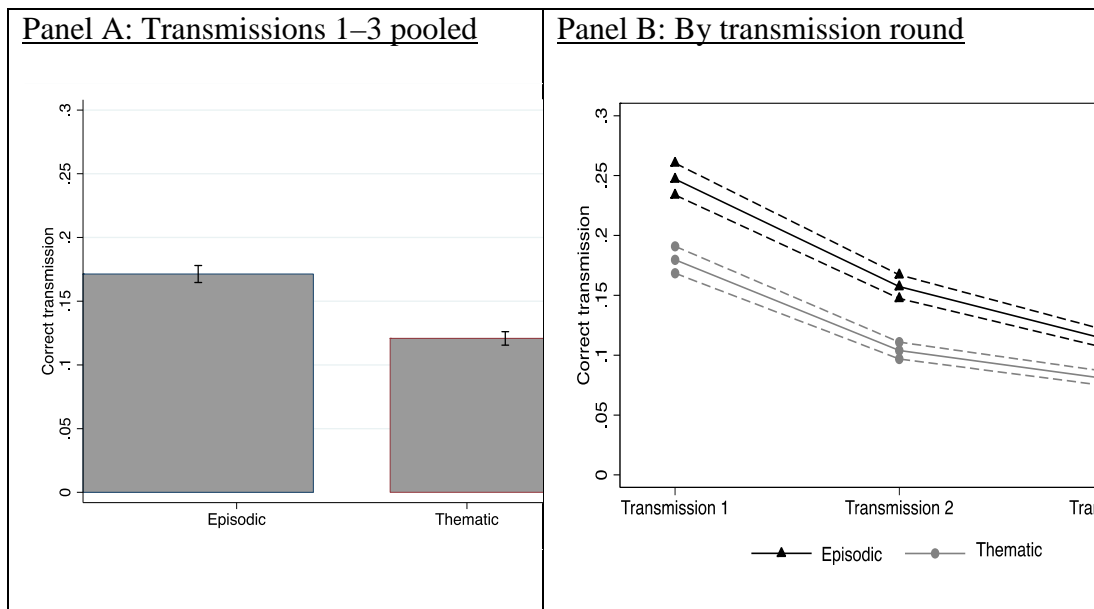 Panel A: Transmissions 1–3 pooled
Correct transmission
.3
.25
.2
.15
.1
.05
0
Episodic
Thematic
Panel B: By transmission round
Correct transmission
.3
.25
.2
.15
.1
.05
0
Transmission 1
Transmission 2
Tra
Episodic
Thematic